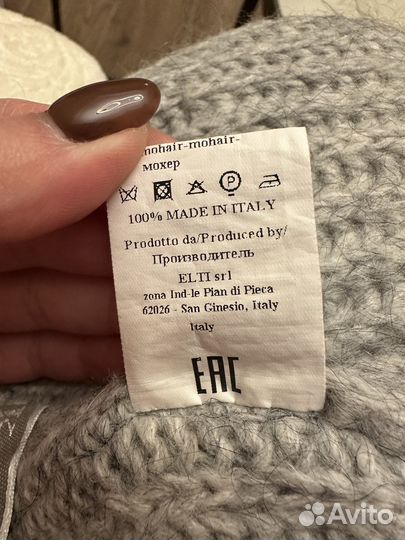 mohair-mohair-
мохер
P
100% MADE IN ITALY
Prodotto da/Produced by/
Производитель
ELTI srl
zona Ind-le Pian di Pieca
62026 - San Ginesio, Italy
Italy
EAC
Avito